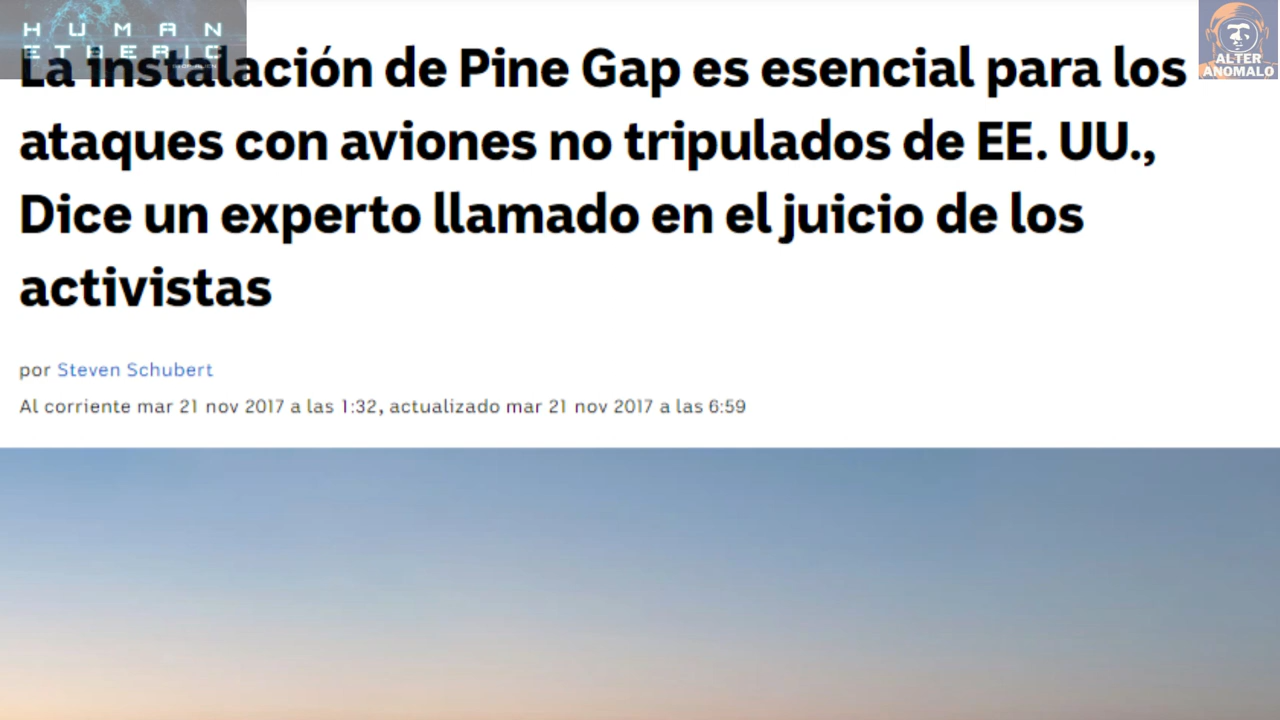 HUMAN
ETHERIC
La instalación de Pine Gap es esencial para los
ataques con aviones no tripulados de EE. UU.,
Dice un experto llamado en el juicio de los
activistas
por Steven Schubert
Al corriente mar 21 nov 2017 a las 1:32, actualizado mar 21 nov 2017 a las 6:59
ALTER
ANOMALO